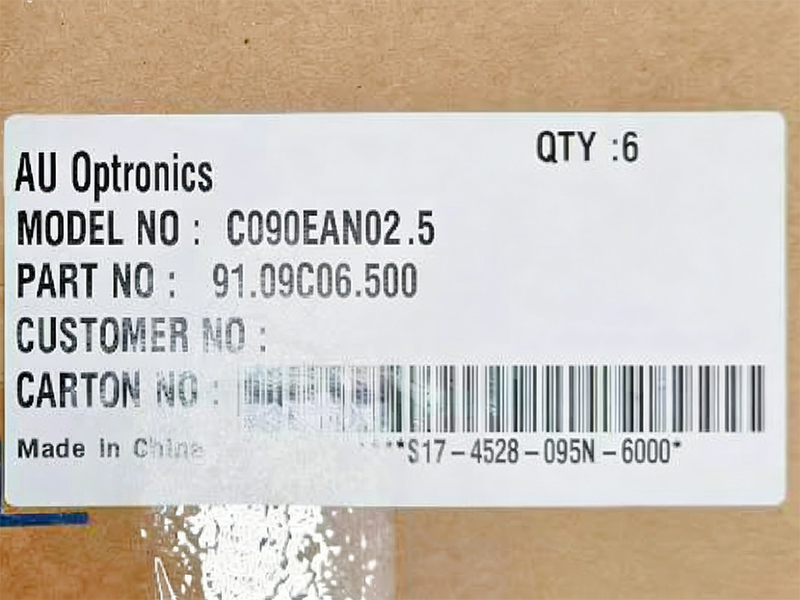 QTY :6
AU Optronics
MODEL NO : C090EAN02.5
PART NO : 91.09C06.500
CUSTOMER NO :
CARTON NO :
Made in China
**S17-4528-095N-6000*